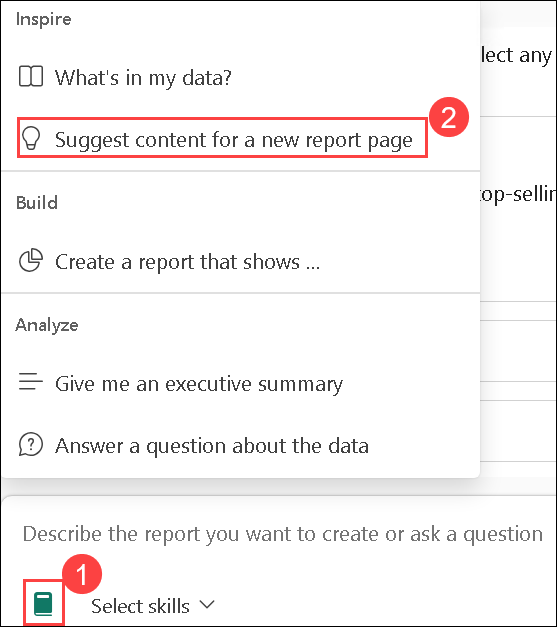 Inspire
lect any
What's in my data?
2
Suggest content for a new report page
Build
top-sellin
Create a report that shows ...
Analyze
Give me an executive summary
Answer a question about the data
Describe the report you want to create or ask a question
1
Select skills